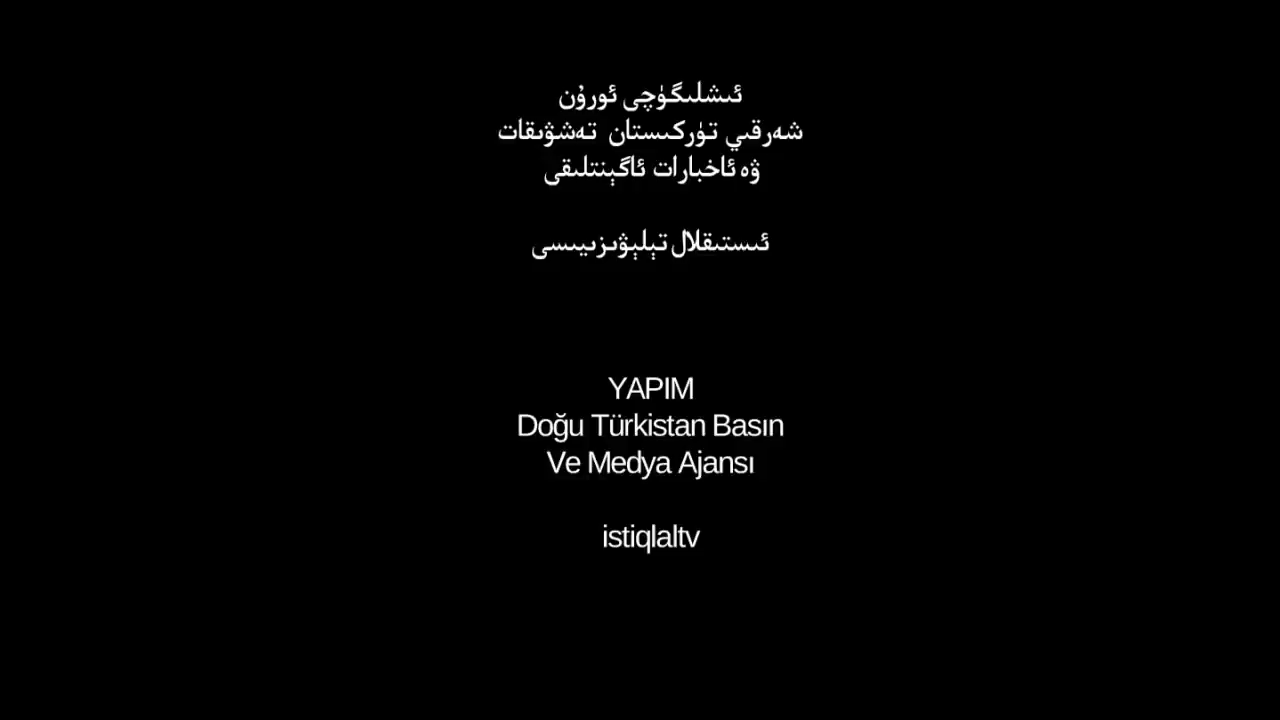 ئىشلىگۈچى ئورۇن
شەرقىي تۈركىستان تەشۋىقات
ۋە ئاخبارات ئاگېنتلىقى
ئىستىقلال تېلېۋىزىيىسى
YAPIM
Doğu Türkistan Basın
Ve Medya Ajansı
istiqlaltv